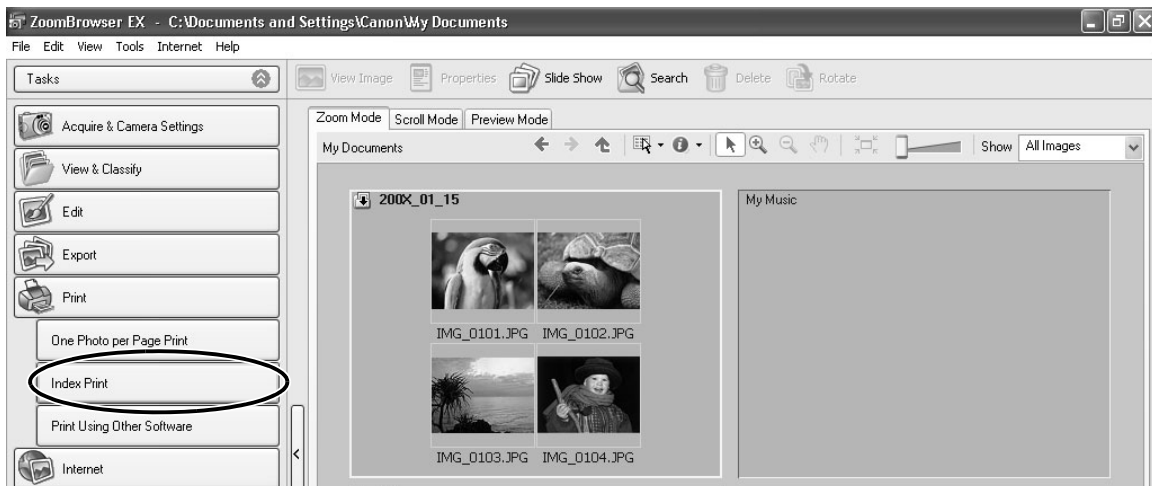 ZoomBrowser EX - C:\Documents and Settings\Canon\My Documents
File Edit View Tools Internet Help
Tasks
View Image Properties Slide Show Search Delete Rotate
Acquire & Camera Settings
View & Classify
Edit
Export
Print
One Photo per Page Print
Index Print
Print Using Other Software
Internet
Zoom Mode Scroll Mode Preview Mode
My Documents Show All Images
200X_01_15
IMG_0101.JPG IMG_0102.JPG
IMG_0103.JPG IMG_0104.JPG
My Music